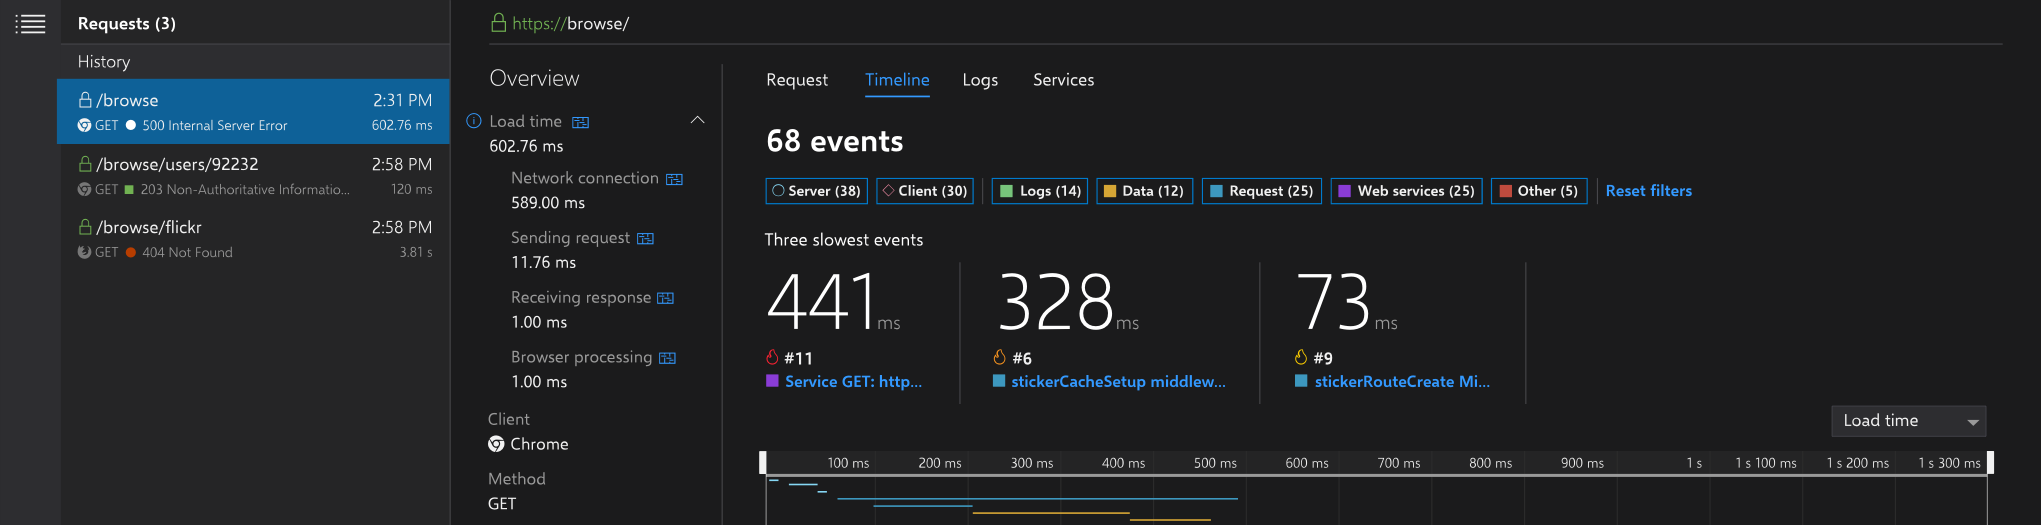 Requests (3)
History
/browse 2:31 PM
GET 500 Internal Server Error 602.76 ms
/browse/users/92232 2:58 PM
GET 203 Non-Authoritative Informatio... 120 ms
/browse/flickr 2:58 PM
GET 404 Not Found 3.81 s
https://browse/
Overview
Load time
602.76 ms
Network connection
589.00 ms
Sending request
11.76 ms
Receiving response
1.00 ms
Browser processing
1.00 ms
Client
Chrome
Method
GET
Request Timeline Logs Services
68 events
Server (38) Client (30) Logs (14) Data (12) Request (25) Web services (25) Other (5) Reset filters
Three slowest events
441 ms
#11
Service GET: http...
328 ms
#6
stickerCacheSetup middlew...
73 ms
#9
stickerRouteCreate Mi...
Load time
100 ms 200 ms 300 ms 400 ms 500 ms 600 ms 700 ms 800 ms 900 ms 1 s 1 s 100 ms 1 s 200 ms 1 s 300 ms